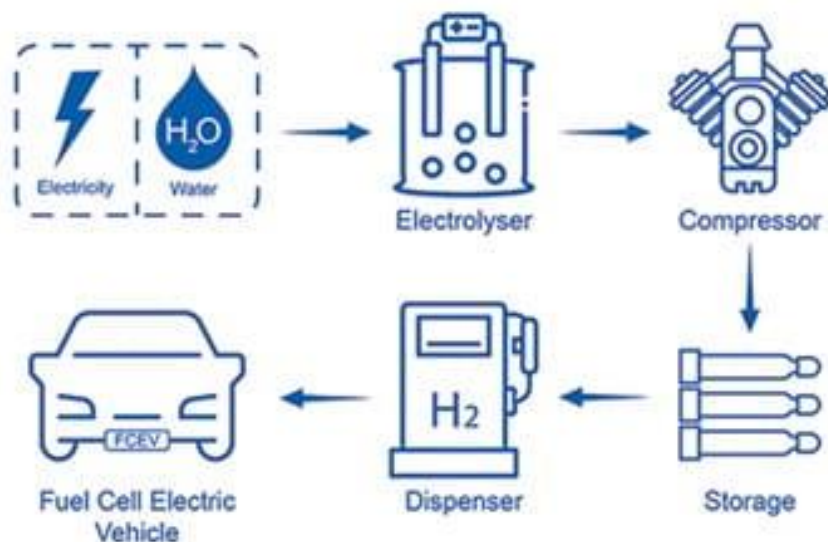 H₂O
Electricity
Water
Electrolyser
Compressor
FCEV
H₂
Fuel Cell Electric
Vehicle
Dispenser
Storage